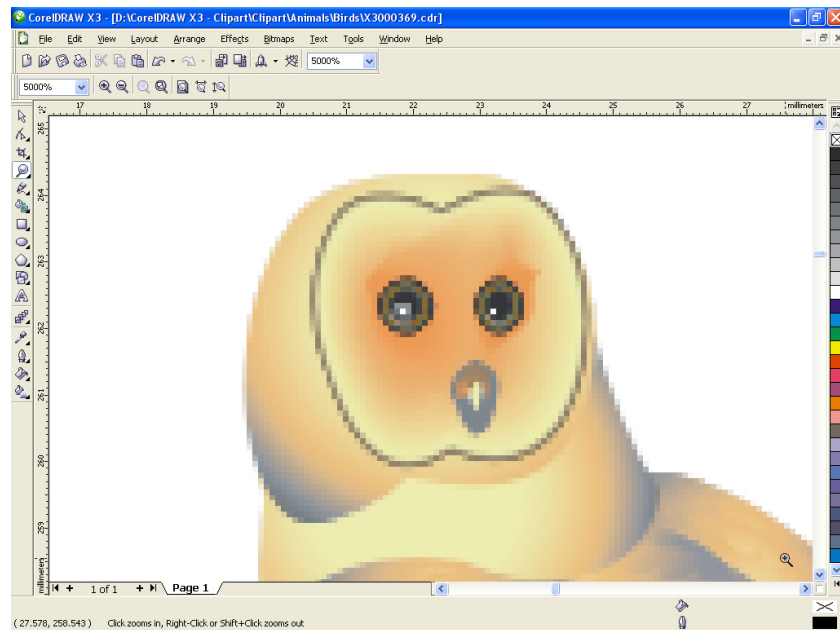 CorelDRAW X3 - [D:\CorelDRAW X3 - Clipart\Clipart\Animals\Birds\X3000369.cdr]
File Edit View Layout Arrange Effects Bitmaps Text Tools Window Help
5000%
5000%
17 18 19 20 21 22 23 24 25 26 27 millimeters
265
264
263
262
261
260
259
millimeters
1 of 1 Page 1
( 27.578, 258.543 ) Click zooms in, Right-Click or Shift+Click zooms out